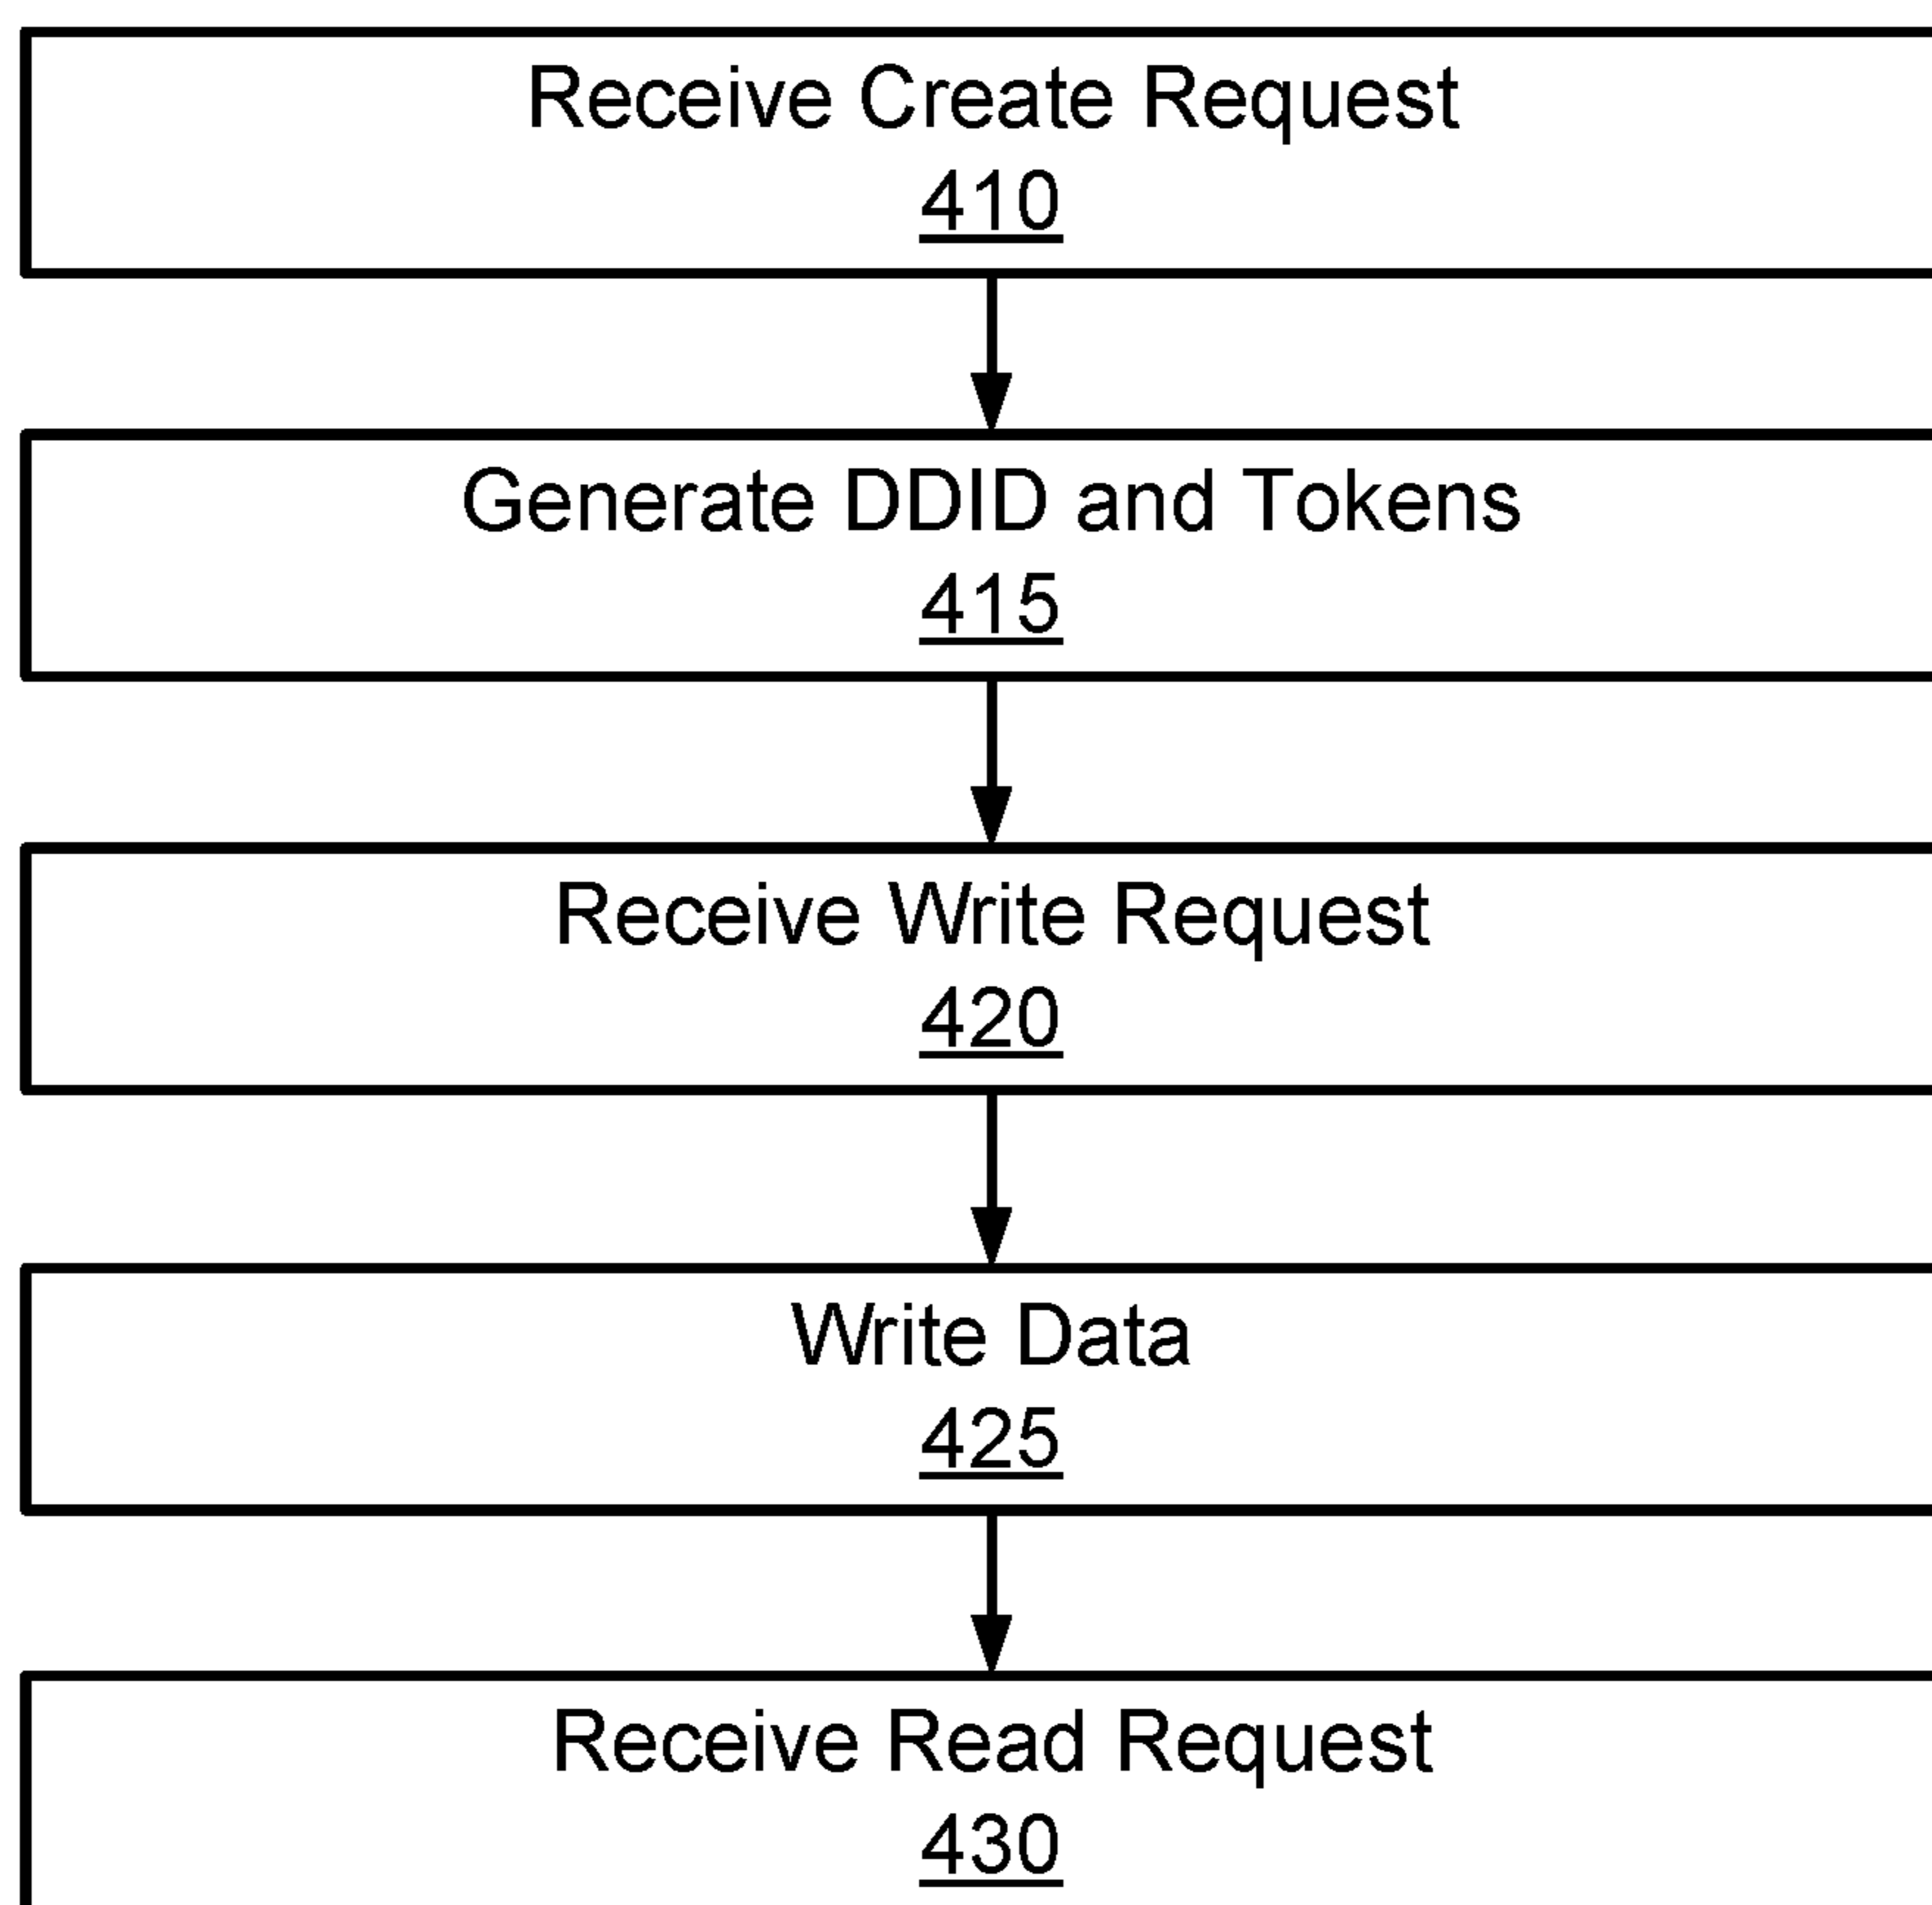 Receive Create Request
410
Generate DDID and Tokens
415
Receive Write Request
420
Write Data
425
Receive Read Request
430